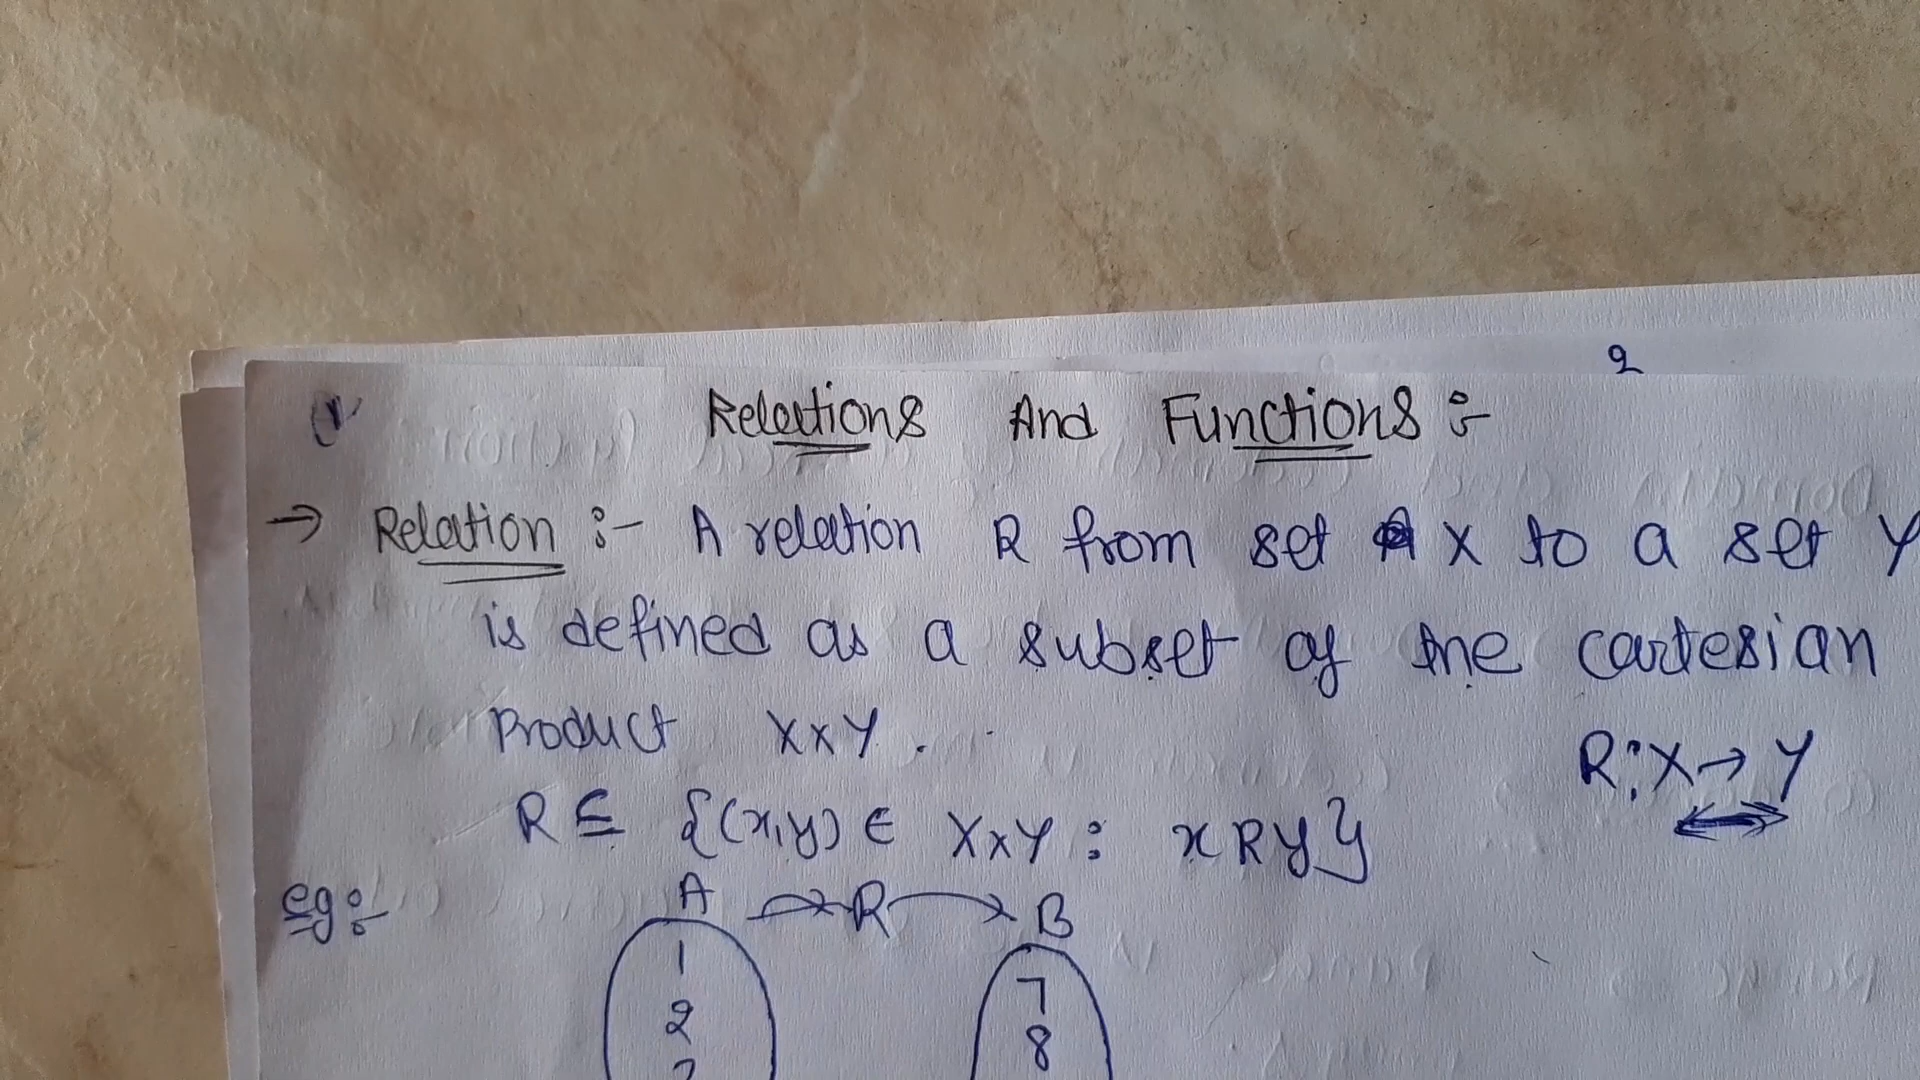 2
Relations And Functions :-
→ Relation :- A relation R from set X to a set Y
is defined as a subset of the cartesian
Product X×Y.
R:X→Y
R ⊆ {(x,y) ∈ X×Y : x R y}
eg:-
A → R → B
1 7
2 8